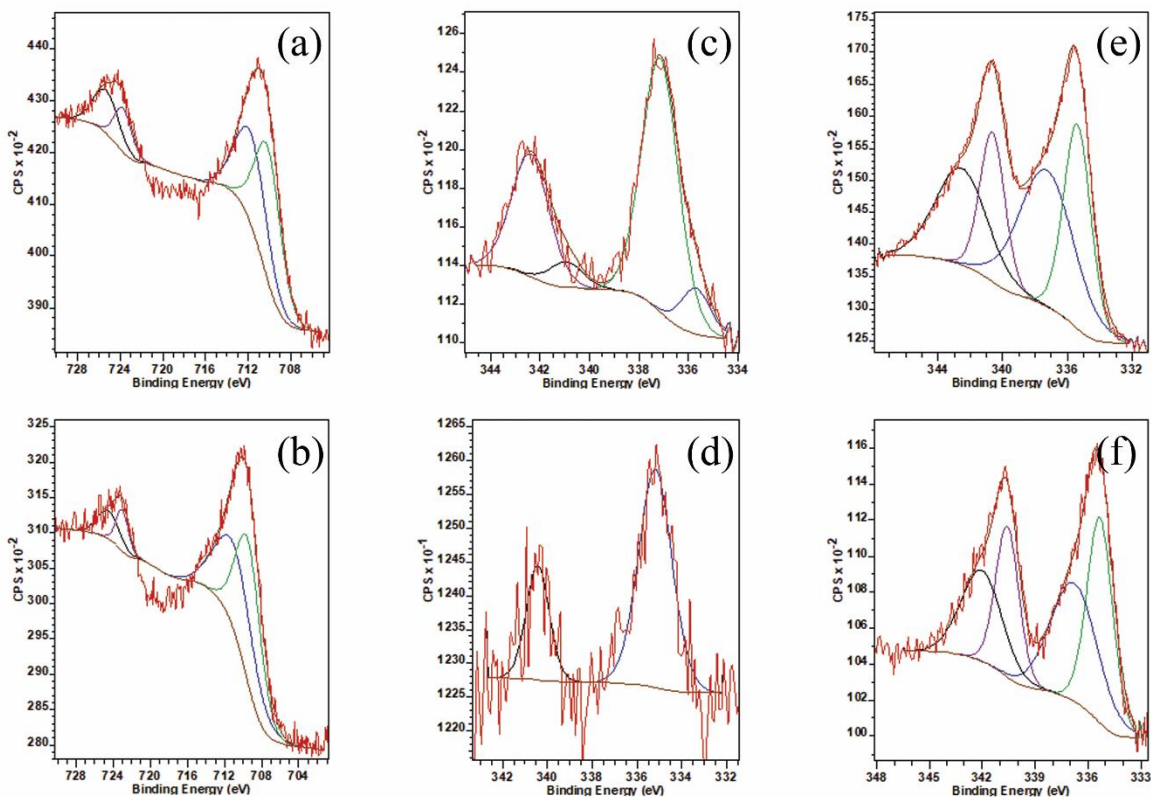 (a)
CPS x 10-2
440
430
420
410
400
390
728 724 720 716 712 708
Binding Energy (eV)
(c)
CPS x 10-2
126
124
122
120
118
116
114
112
110
344 342 340 338 336 334
Binding Energy (eV)
(e)
CPS x 10-2
175
170
165
160
155
150
145
140
135
130
125
344 340 336 332
Binding Energy (eV)
(b)
CPS x 10-2
325
320
315
310
305
300
295
290
285
280
728 724 720 716 712 708 704
Binding Energy (eV)
(d)
CPS x 10-1
1265
1260
1255
1250
1245
1240
1235
1230
1225
1220
342 340 338 336 334 332
Binding Energy (eV)
(f)
CPS x 10-2
116
114
112
110
108
106
104
102
100
348 345 342 339 336 333
Binding Energy (eV)